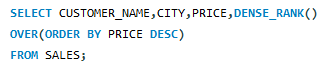 SELECT CUSTOMER_NAME,CITY,PRICE,DENSE_RANK()
OVER(ORDER BY PRICE DESC)
FROM SALES;